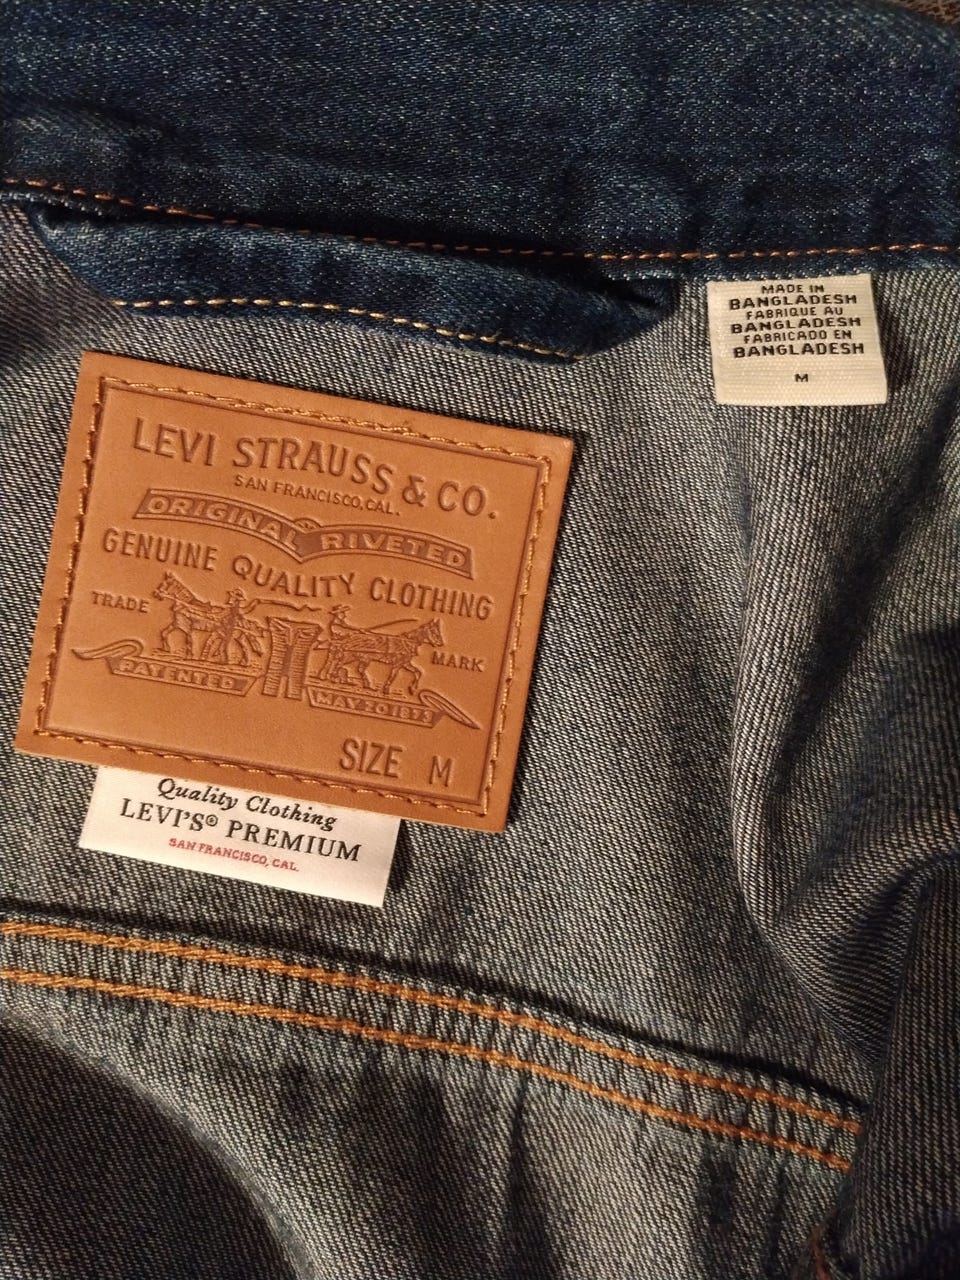 MADE IN
BANGLADESH
FABRIQUE AU
BANGLADESH
FABRICADO EN
BANGLADESH
M
LEVI STRAUSS & CO.
SAN FRANCISCO, CAL.
ORIGINAL RIVETED
GENUINE QUALITY CLOTHING
TRADE MARK
PATENTED MAY 20 1873
SIZE M
Quality Clothing
LEVI'S® PREMIUM
SAN FRANCISCO, CAL.